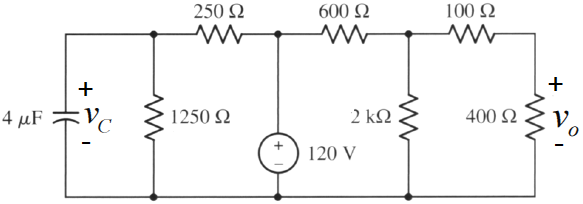 250 Ω 600 Ω 100 Ω
+ +
4 μF v_C 1250 Ω 2 kΩ 400 Ω v_o
- + -
- 120 V